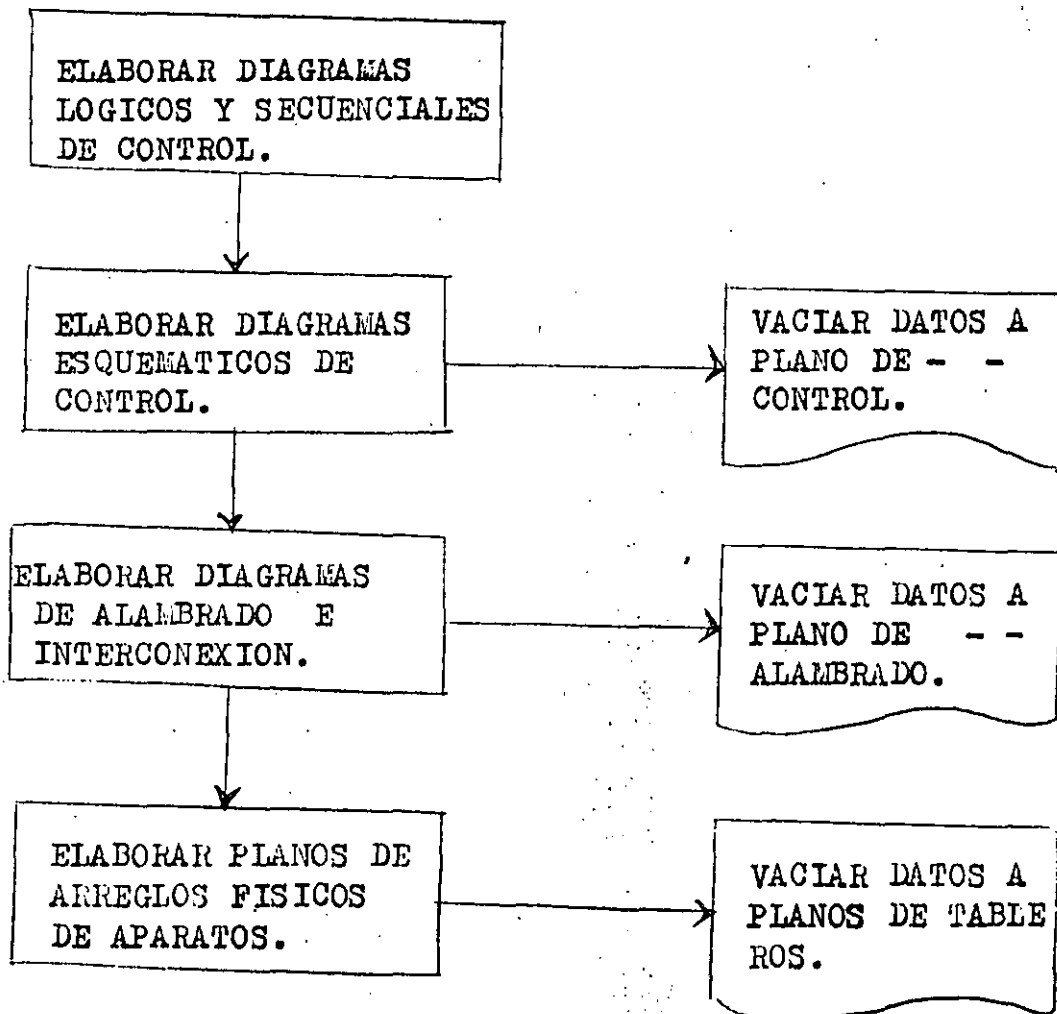 ELABORAR DIAGRAMAS
LOGICOS Y SECUENCIALES
DE CONTROL.
ELABORAR DIAGRAMAS
ESQUEMATICOS DE
CONTROL.
VACIAR DATOS A
PLANO DE - -
CONTROL.
ELABORAR DIAGRAMAS
DE ALAMBRADO E
INTERCONEXION.
VACIAR DATOS A
PLANO DE - -
ALAMBRADO.
ELABORAR PLANOS DE
ARREGLOS FISICOS
DE APARATOS.
VACIAR DATOS A
PLANOS DE TABLE
ROS.